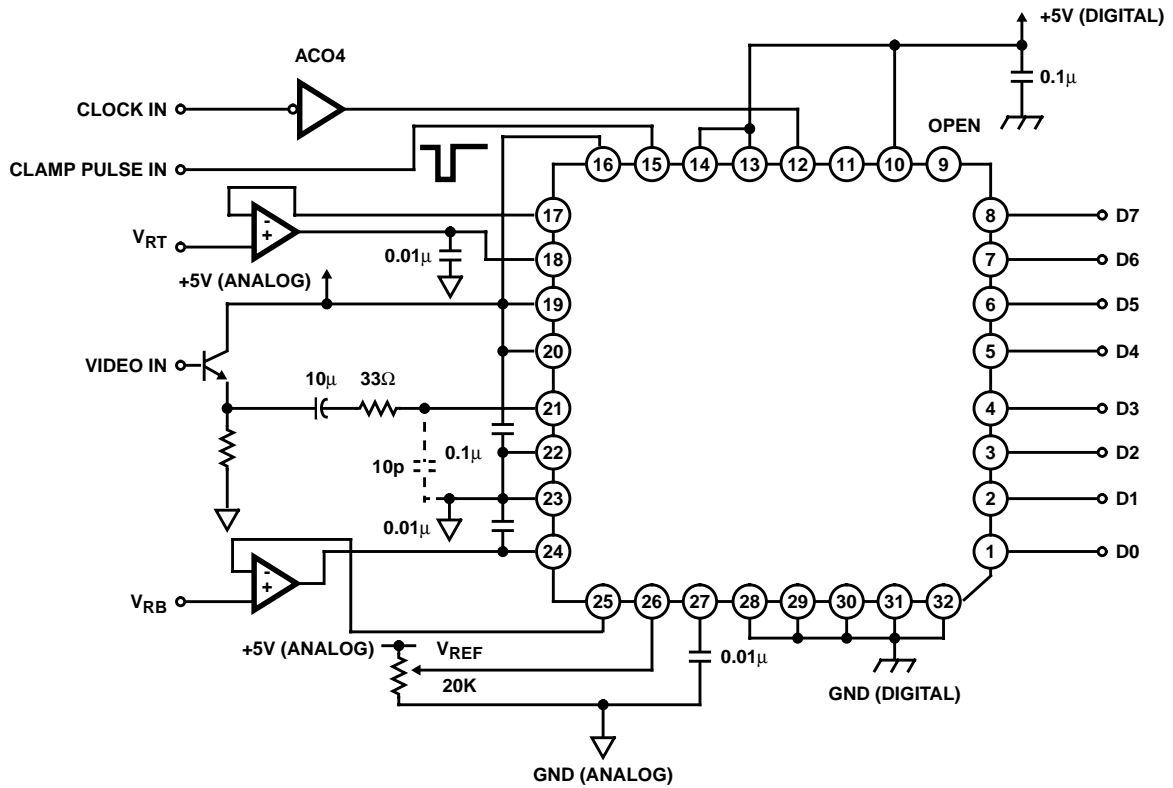 +5V (DIGITAL)
ACO4
0.1µ
CLOCK IN
OPEN
CLAMP PULSE IN
16 15 14 13 12 11 10 9
17 8 D7
VRT
0.01µ
18 7 D6
+5V (ANALOG)
19 6 D5
VIDEO IN
20 5 D4
10µ 33Ω
21 4 D3
22 3 D2
10p 0.1µ
23 2 D1
0.01µ
24 1 D0
VRB
25 26 27 28 29 30 31 32
+5V (ANALOG) VREF
0.01µ
20K
GND (DIGITAL)
GND (ANALOG)